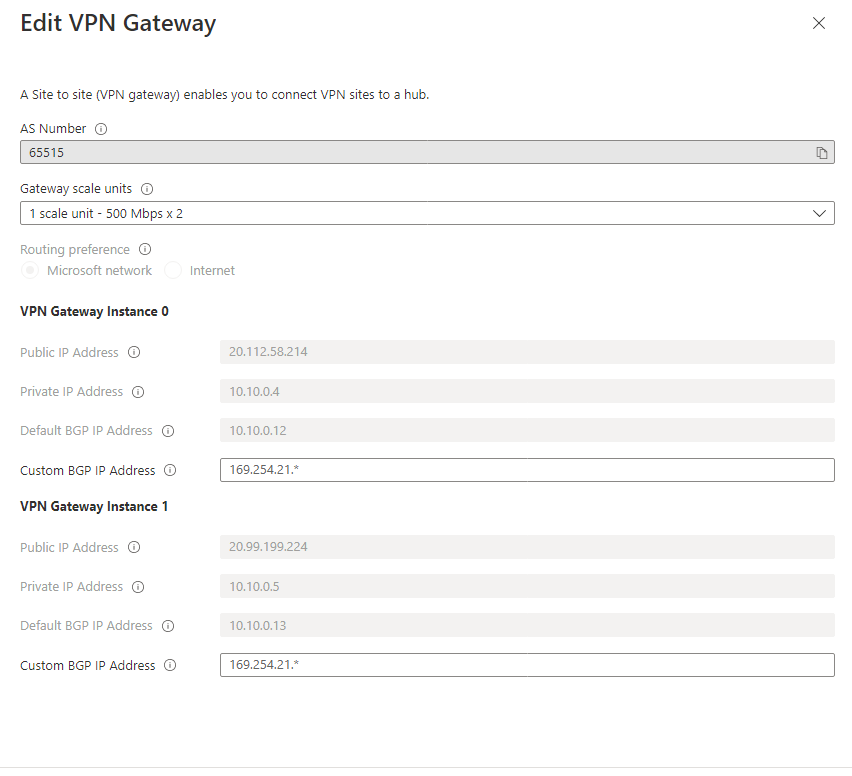 Edit VPN Gateway
A Site to site (VPN gateway) enables you to connect VPN sites to a hub.
AS Number
65515
Gateway scale units
1 scale unit - 500 Mbps x 2
Routing preference
Microsoft network Internet
VPN Gateway Instance 0
Public IP Address 20.112.58.214
Private IP Address 10.10.0.4
Default BGP IP Address 10.10.0.12
Custom BGP IP Address 169.254.21.*
VPN Gateway Instance 1
Public IP Address 20.99.199.224
Private IP Address 10.10.0.5
Default BGP IP Address 10.10.0.13
Custom BGP IP Address 169.254.21.*